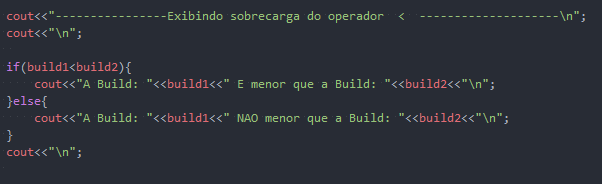 cout<<"----------------Exibindo sobrecarga do operador  <  --------------------\n";
cout<<"\n";
if(build1<build2){
cout<<"A Build: "<<build1<<" E menor que a Build: "<<build2<<"\n";
}else{
cout<<"A Build: "<<build1<<" NAO menor que a Build: "<<build2<<"\n";
}
cout<<"\n";